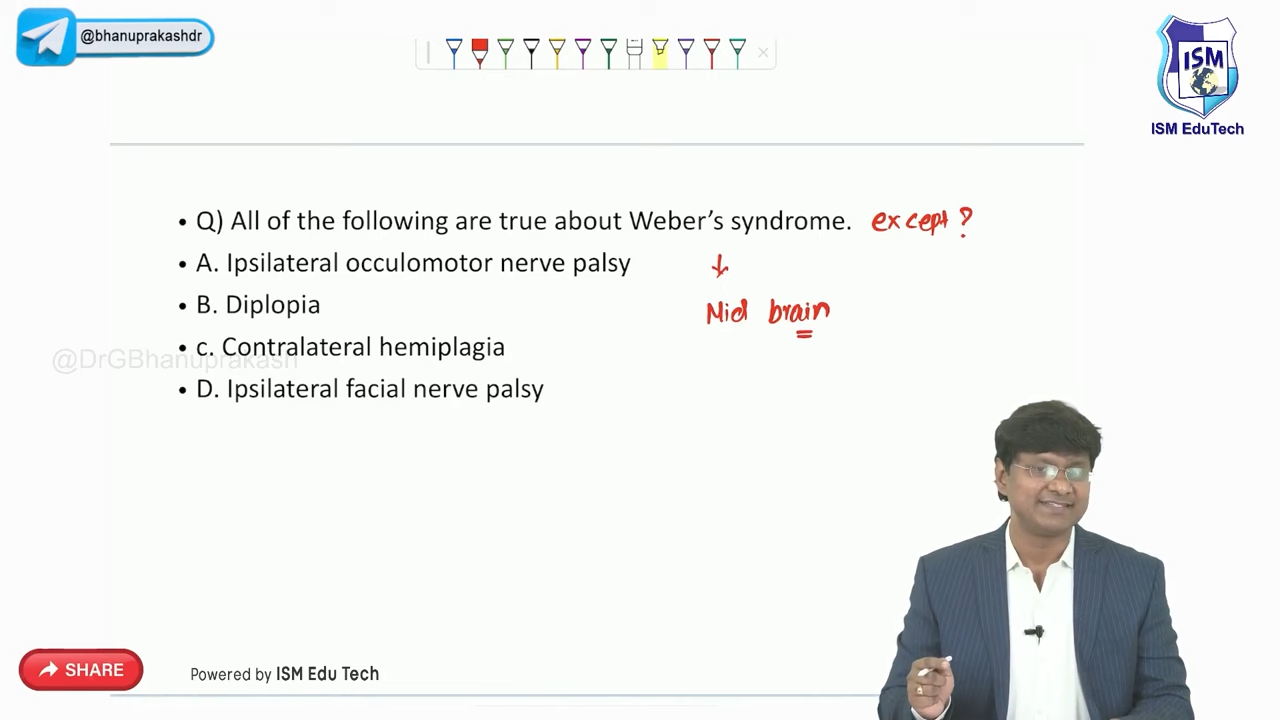 @bhanuprakashdr
ISM
ISM EduTech
• Q) All of the following are true about Weber's syndrome. except ?
• A. Ipsilateral occulomotor nerve palsy
• B. Diplopia
Mid brain
• c. Contralateral hemiplagia
@DrGBhanuprakash
• D. Ipsilateral facial nerve palsy
SHARE
Powered by ISM Edu Tech